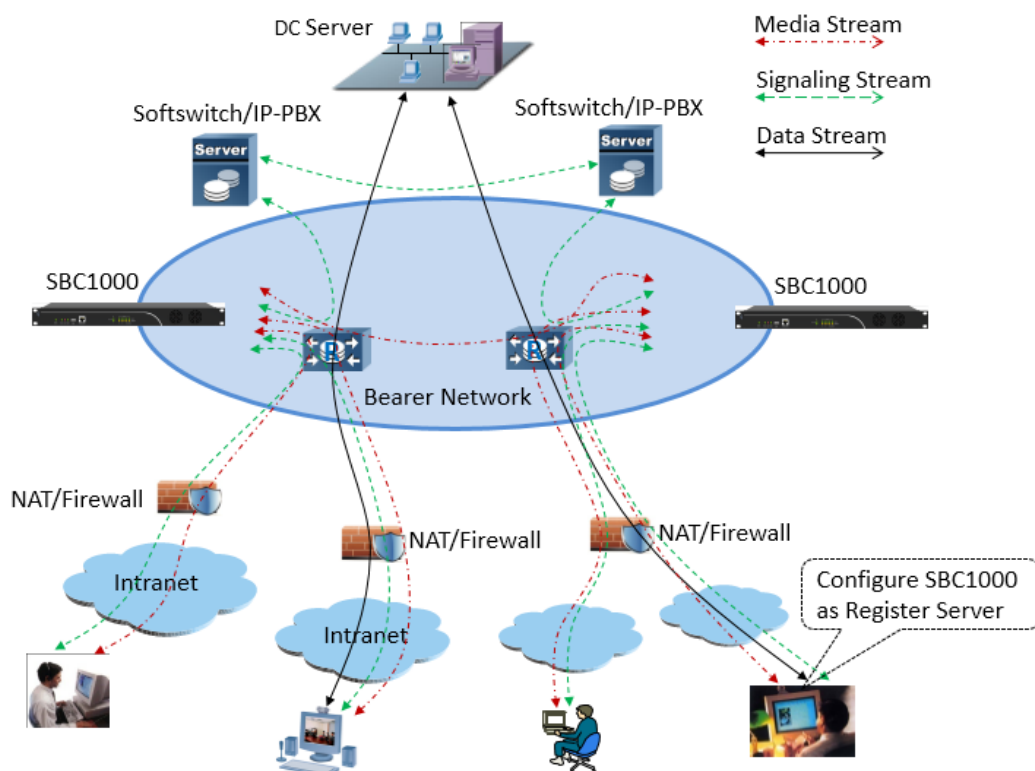 DC Server
Media Stream
Signaling Stream
Data Stream
Softswitch/IP-PBX
Softswitch/IP-PBX
Server
Server
SBC1000
SBC1000
R
R
Bearer Network
NAT/Firewall
NAT/Firewall
NAT/Firewall
Intranet
Intranet
Configure SBC1000
as Register Server